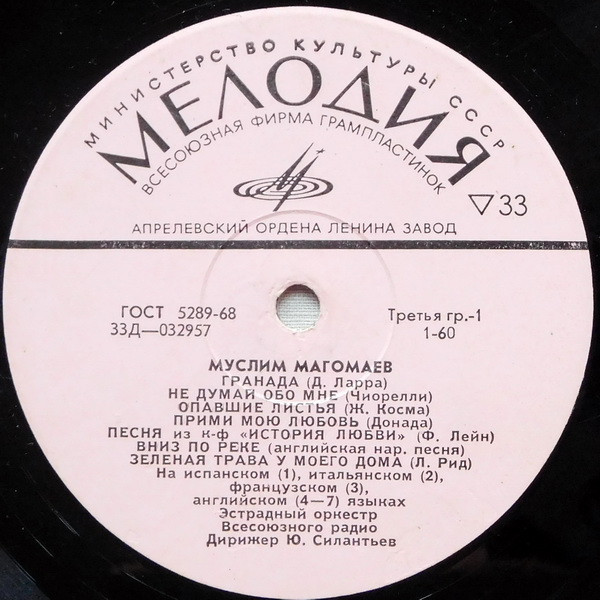 МИНИСТЕРСТВО КУЛЬТУРЫ СССР
МЕЛОДИЯ
ВСЕСОЮЗНАЯ ФИРМА ГРАМПЛАСТИНОК
▽33
АПРЕЛЕВСКИЙ ОРДЕНА ЛЕНИНА ЗАВОД
ГОСТ 5289-68
33Д—032957
Третья гр.-1
1-60
МУСЛИМ МАГОМАЕВ
ГРАНАДА (Д. Ларра)
НЕ ДУМАЙ ОБО МНЕ (Чиорелли)
ОПАВШИЕ ЛИСТЬЯ (Ж. Косма)
ПРИМИ МОЮ ЛЮБОВЬ (Донада)
ПЕСНЯ из к-ф «ИСТОРИЯ ЛЮБВИ» (Ф. Лейн)
ВНИЗ ПО РЕКЕ (английская нар. песня)
ЗЕЛЕНАЯ ТРАВА У МОЕГО ДОМА (Л. Рид)
На испанском (1), итальянском (2),
французском (3),
английском (4—7) языках
Эстрадный оркестр
Всесоюзного радио
Дирижер Ю. Силантьев